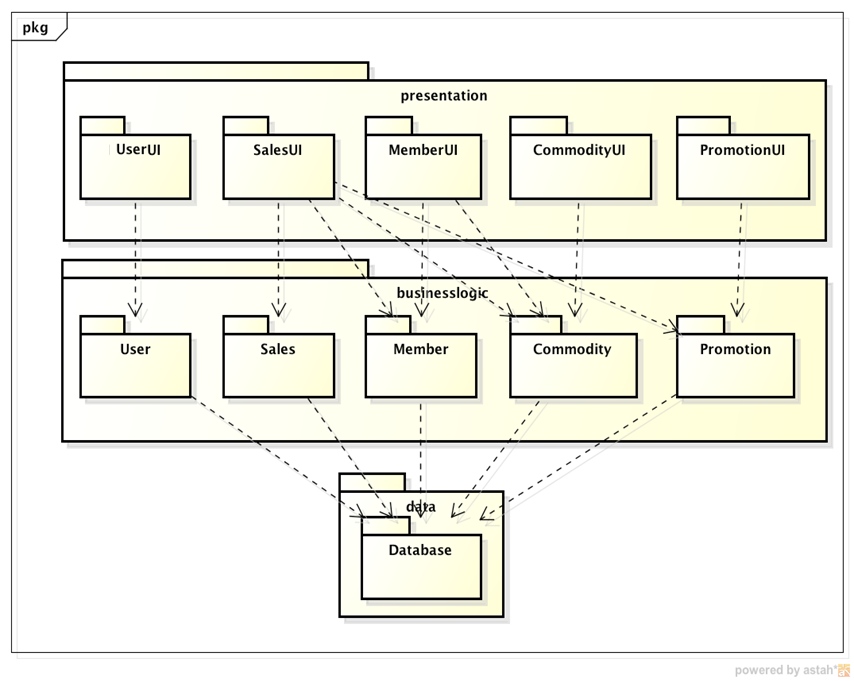 pkg
presentation
UserUI
SalesUI
MemberUI
CommodityUI
PromotionUI
businesslogic
User
Sales
Member
Commodity
Promotion
data
Database
powered by astah*